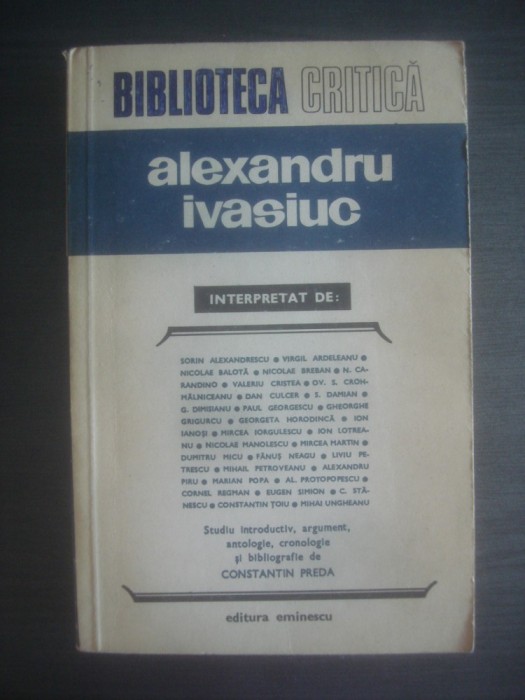 BIBLIOTECA CRITICĂ
alexandru
ivasiuc
INTERPRETAT DE:
SORIN ALEXANDRESCU • VIRGIL ARDELEANU •
NICOLAE BALOTĂ • NICOLAE BREBAN • N. CA-
RANDINO • VALERIU CRISTEA • OV. S. CROH-
MĂLNICEANU • DAN CULCER • S. DAMIAN •
G. DIMISIANU • PAUL GEORGESCU • GHEORGHE
GRIGURCU • GEORGETA HORODINCĂ • ION
IANOȘI • MIRCEA IORGULESCU • ION LOTREA-
NU • NICOLAE MANOLESCU • MIRCEA MARTIN •
DUMITRU MICU • FĂNUȘ NEAGU • LIVIU PE-
TRESCU • MIHAIL PETROVEANU • ALEXANDRU
PIRU • MARIAN POPA • AL. PROTOPOPESCU •
CORNEL REGMAN • EUGEN SIMION • C. STĂ-
NESCU • CONSTANTIN ȚOIU • MIHAI UNGHEANU
Studiu introductiv, argument,
antologie, cronologie
și bibliografie de
CONSTANTIN PREDA
editura eminescu